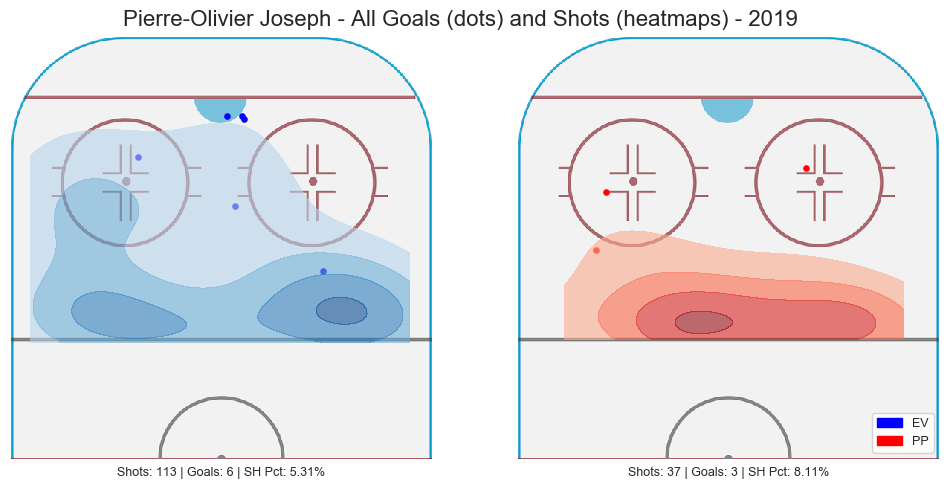 Pierre-Olivier Joseph - All Goals (dots) and Shots (heatmaps) - 2019
EV
PP
Shots: 113 | Goals: 6 | SH Pct: 5.31%
Shots: 37 | Goals: 3 | SH Pct: 8.11%